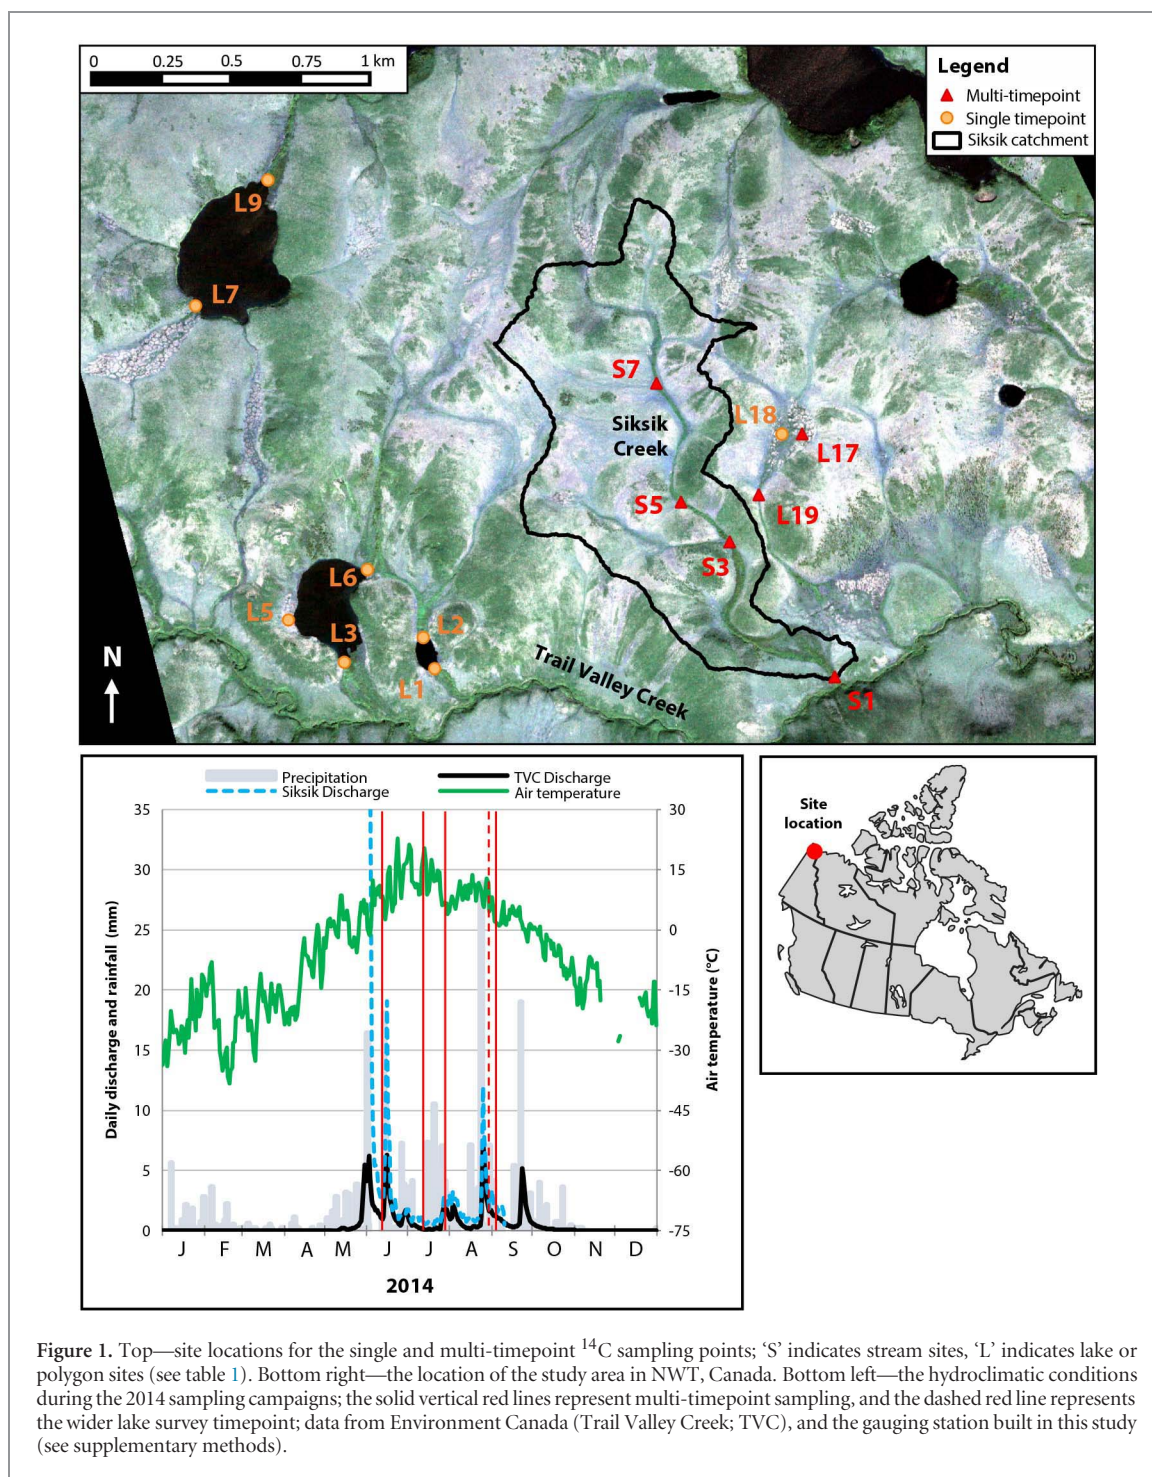 0 0.25 0.5 0.75 1 km
Legend
Multi-timepoint
Single timepoint
Siksik catchment
L9
L7
S7
Siksik
Creek
L18
L17
S5
L19
S3
L6
L5
L3
L2
L1
N
Trail Valley Creek
S1
Precipitation
TVC Discharge
Siksik Discharge
Air temperature
Daily discharge and rainfall (mm)
35
30
25
20
15
10
5
0
30
15
0
-15
-30
-45
-60
-75
Air temperature (°C)
J F M A M J J A S O N D
2014
Site
location
Figure 1. Top—site locations for the single and multi-timepoint ¹⁴C sampling points; ‘S’ indicates stream sites, ‘L’ indicates lake or
polygon sites (see table 1). Bottom right—the location of the study area in NWT, Canada. Bottom left—the hydroclimatic conditions
during the 2014 sampling campaigns; the solid vertical red lines represent multi-timepoint sampling, and the dashed red line represents
the wider lake survey timepoint; data from Environment Canada (Trail Valley Creek; TVC), and the gauging station built in this study
(see supplementary methods).